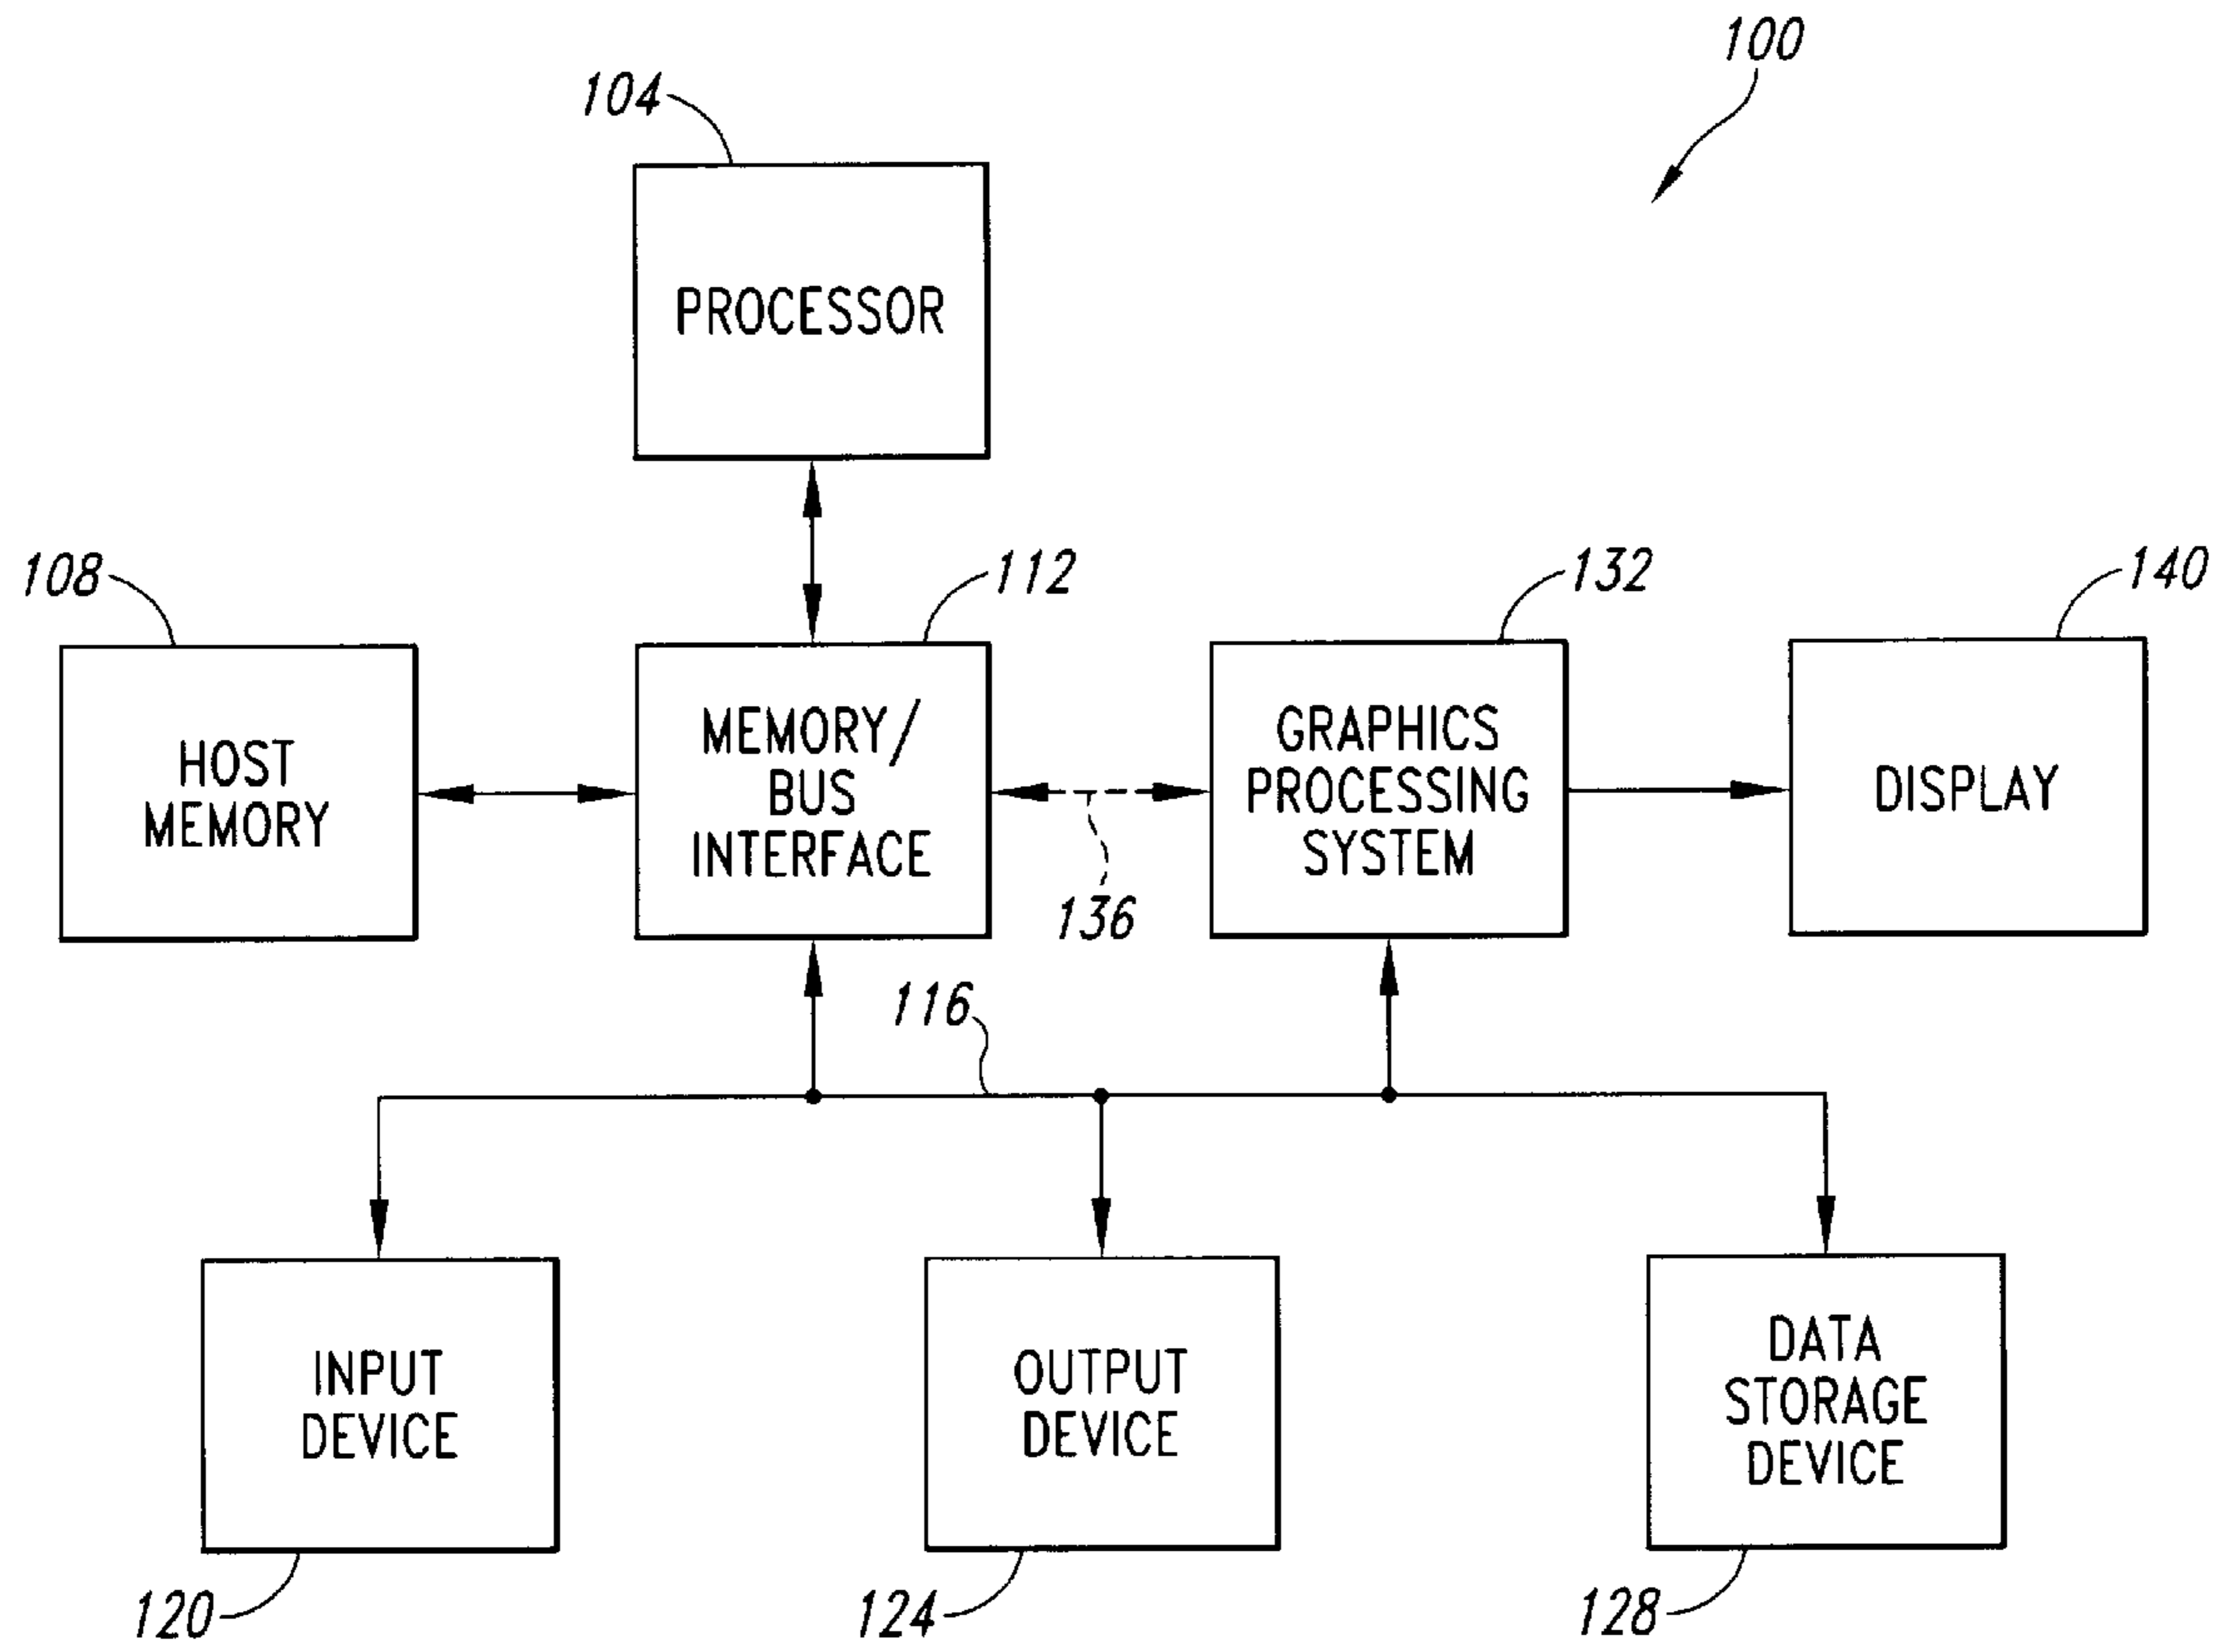 100
104
PROCESSOR
108
112
132
140
HOST
MEMORY
MEMORY/
BUS
INTERFACE
GRAPHICS
PROCESSING
SYSTEM
DISPLAY
136
116
INPUT
DEVICE
OUTPUT
DEVICE
DATA
STORAGE
DEVICE
120
124
128